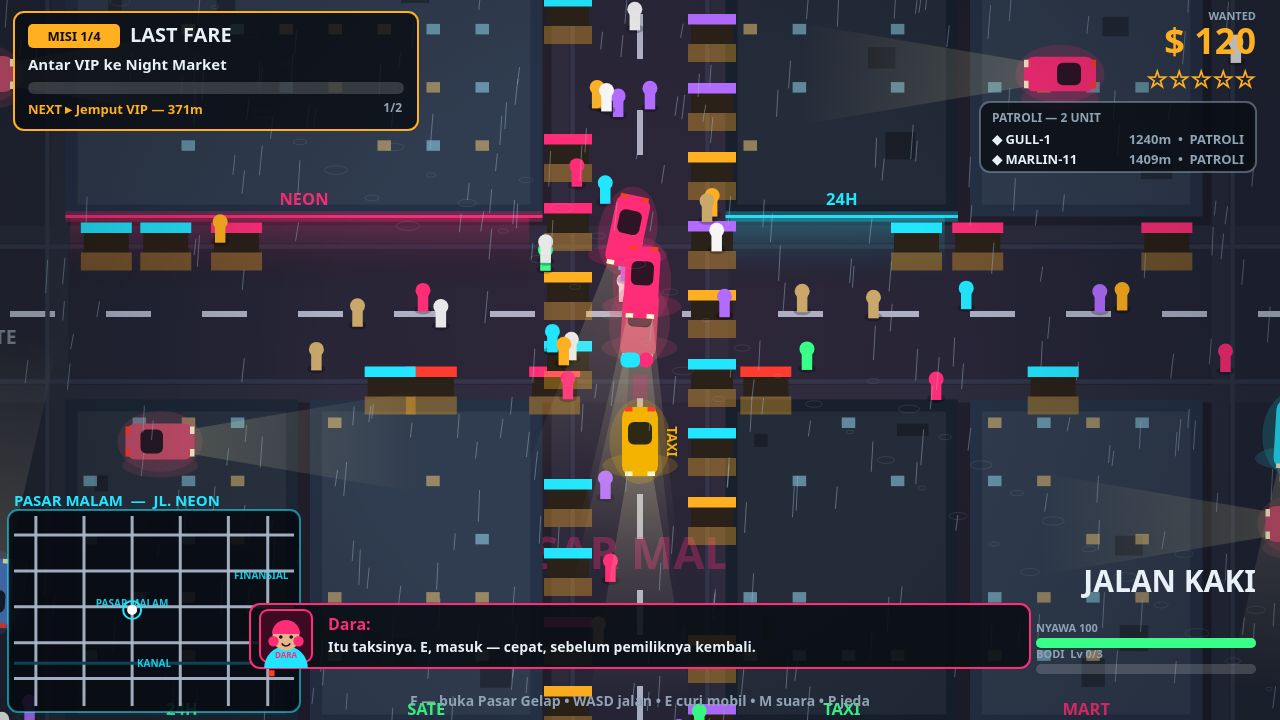 MISI 1/4 LAST FARE
Antar VIP ke Night Market
NEXT ▸ Jemput VIP — 371m 1/2
WANTED
$ 120
☆☆☆☆☆
PATROLI — 2 UNIT
◆ GULL-1 1240m • PATROLI
◆ MARLIN-11 1409m • PATROLI
NEON
24H
TE
TAXI
PASAR MALAM — JL. NEON
FINANSIAL
PASAR MALAM
KANAL
JALAN KAKI
NYAWA 100
BODI Lv 0/3
Dara:
Itu taksinya. E, masuk — cepat, sebelum pemiliknya kembali.
DARA
E — buka Pasar Gelap • WASD jalan • E curi mobil • M suara • P jeda
24H
SATE
TAXI
MART